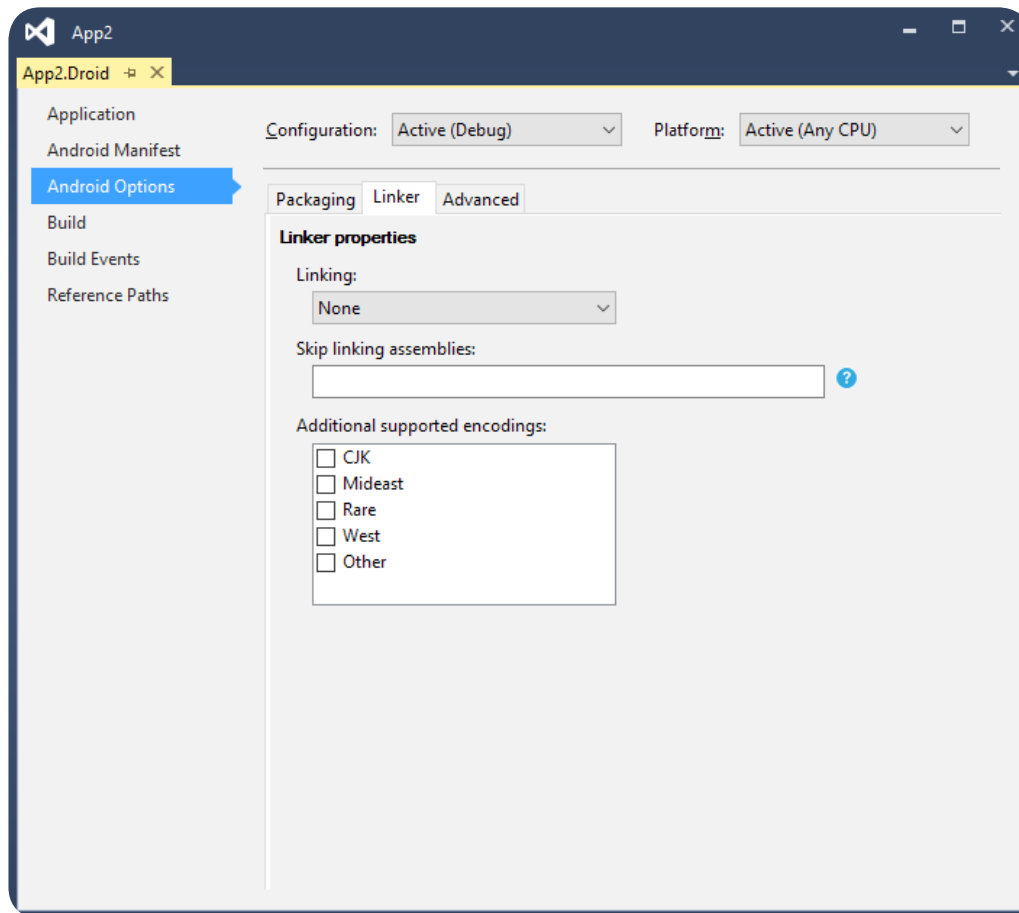 App2
App2.Droid
Application
Android Manifest
Android Options
Build
Build Events
Reference Paths
Configuration: Active (Debug) Platform: Active (Any CPU)
Packaging Linker Advanced
Linker properties
Linking:
None
Skip linking assemblies:
?
Additional supported encodings:
CJK
Mideast
Rare
West
Other